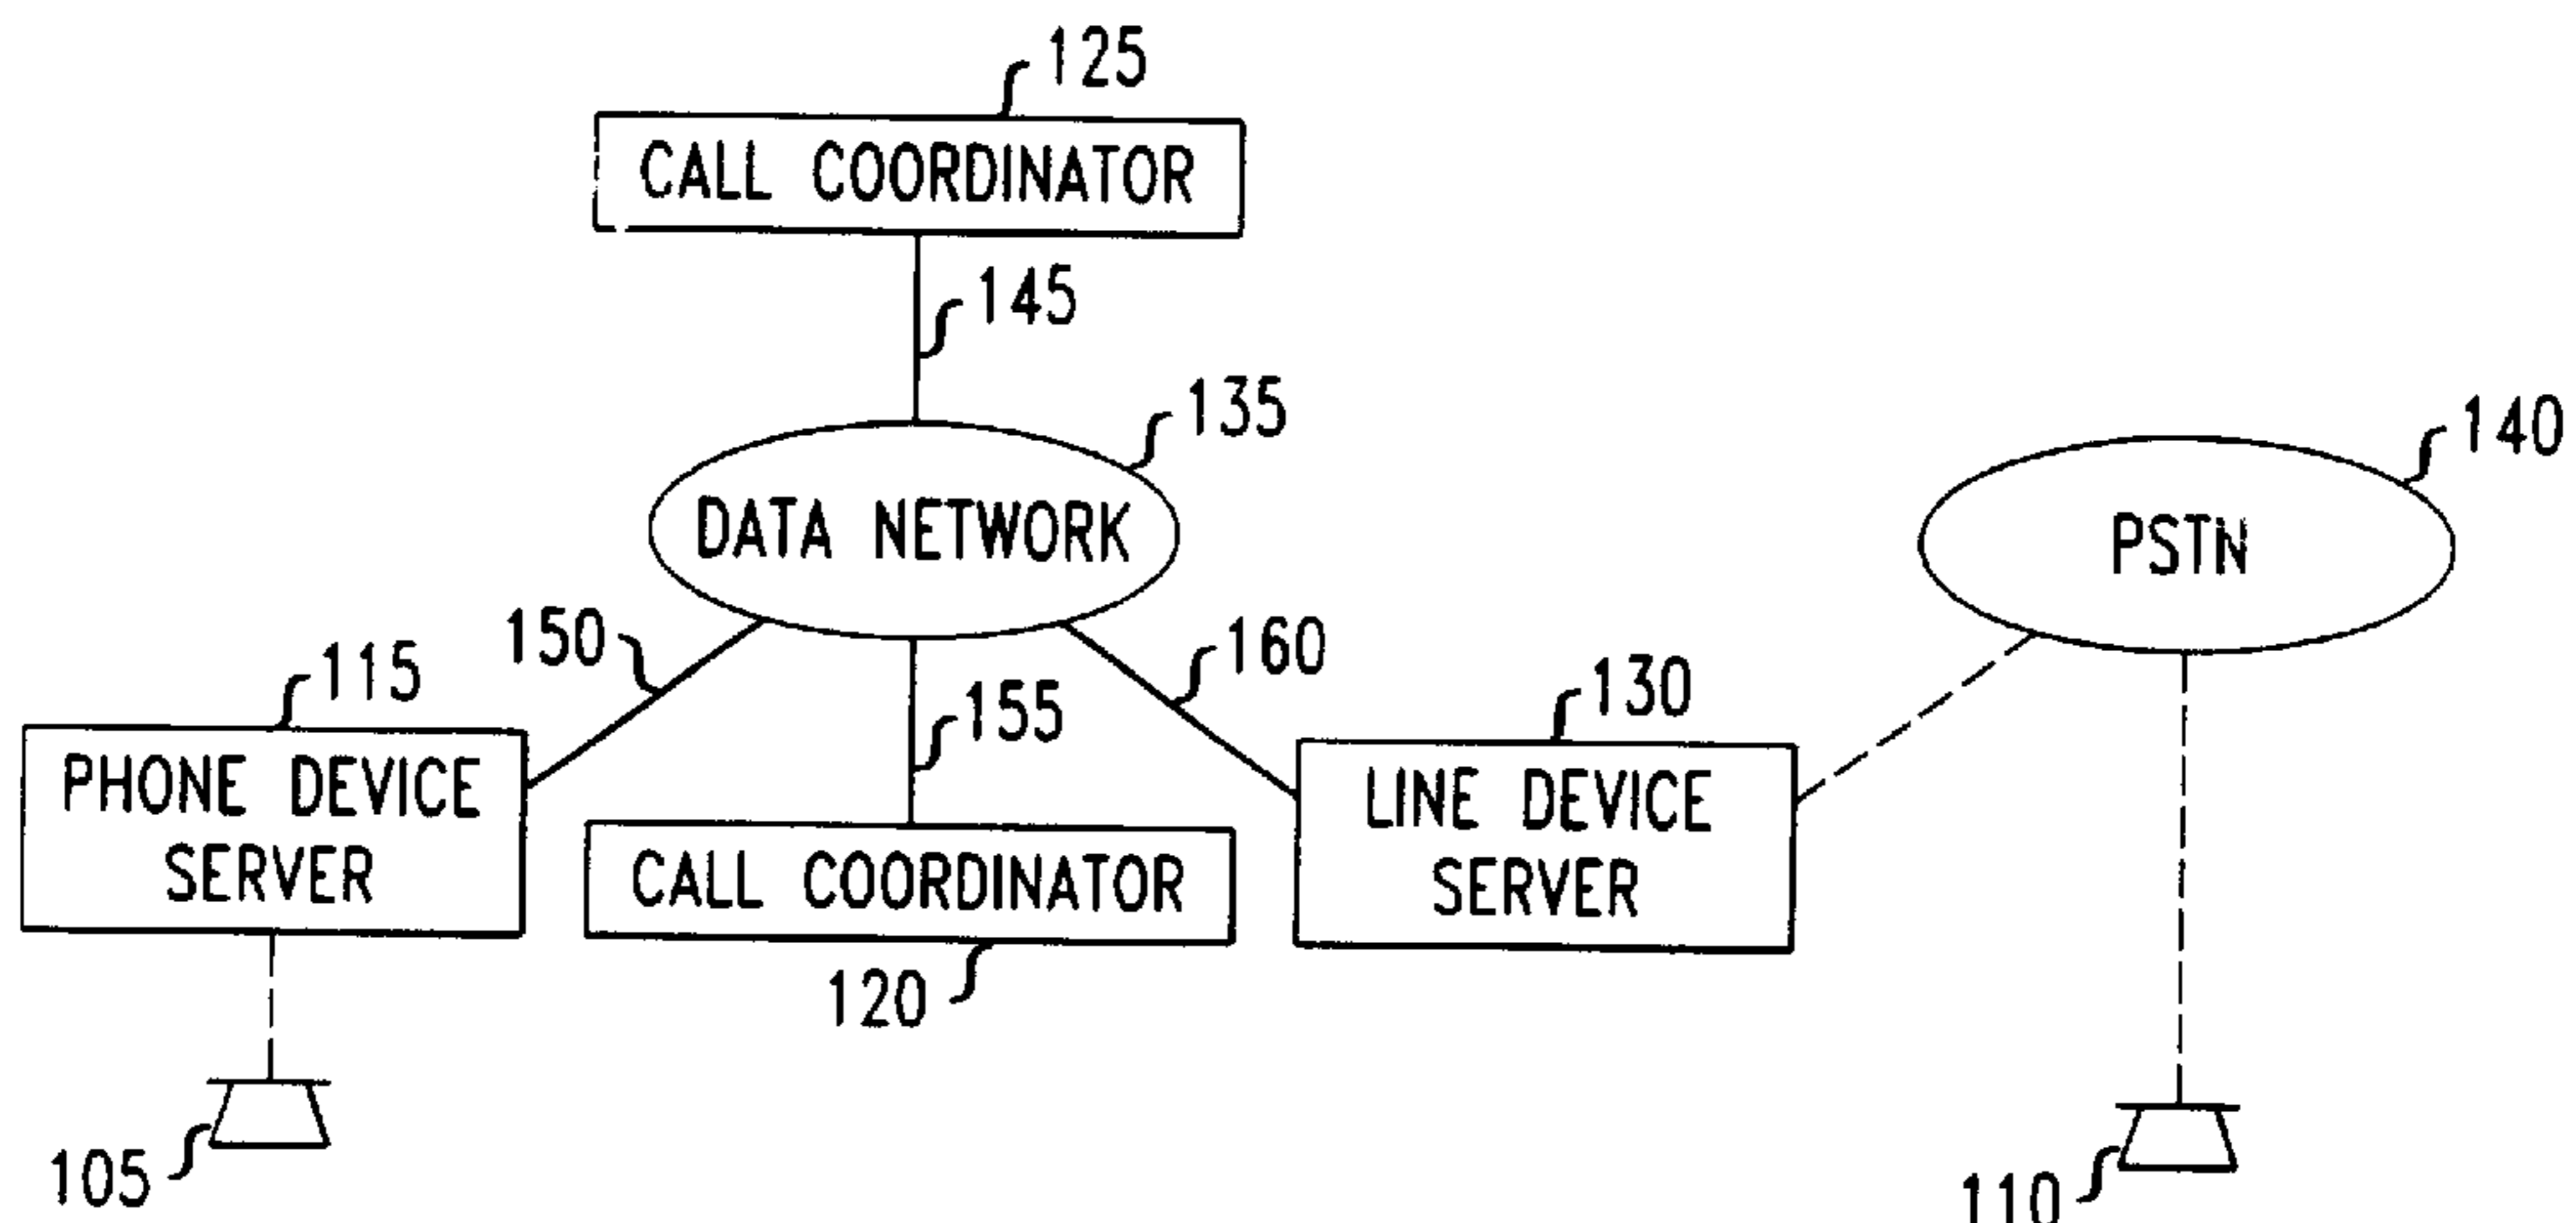 125
CALL COORDINATOR
145
135
DATA NETWORK
140
PSTN
150
160
115
155
130
PHONE DEVICE
SERVER
LINE DEVICE
SERVER
CALL COORDINATOR
120
105
110